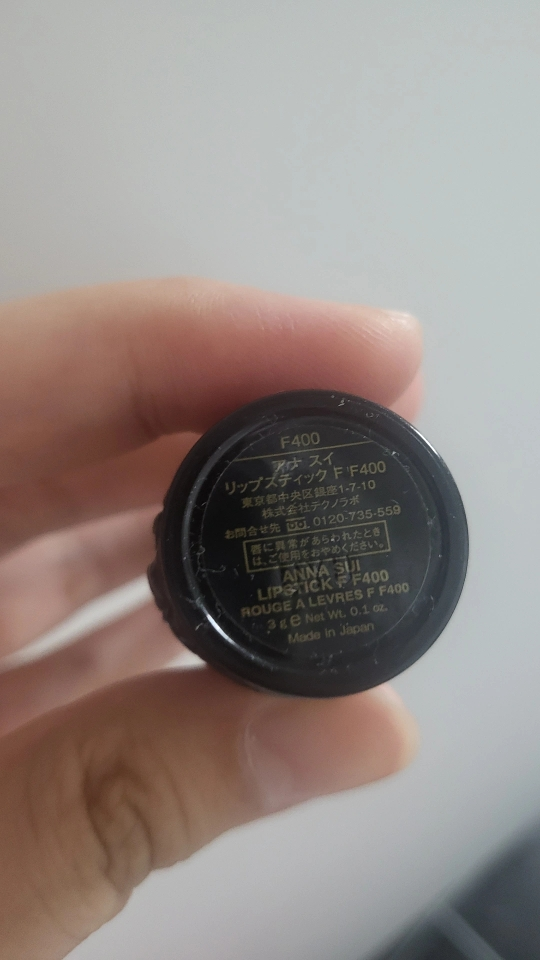 F400
アナ スイ
リップスティック F F400
東京都中央区銀座1-7-10
株式会社テクノラボ
お問合せ先 0120-735-559
唇に異常があらわれたとき
は、ご使用をおやめください。
ANNA SUI
LIPSTICK F F400
ROUGE A LEVRES F F400
3 g e Net Wt. 0.1 oz.
Made in Japan